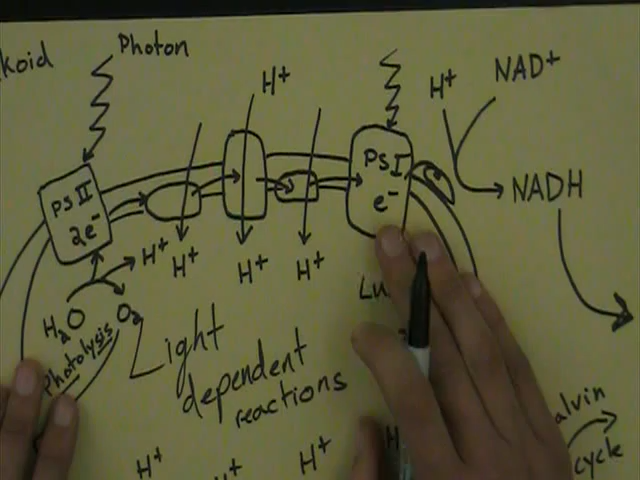 koid
Photon
H+
H+
NAD+
PS II
2e-
PS I
e-
NADH
H+
H+
H+
H+
H2O
O2
Photolysis
Lu
Light
dependent
reactions
alvin
cycle
H+
H+
H+
H